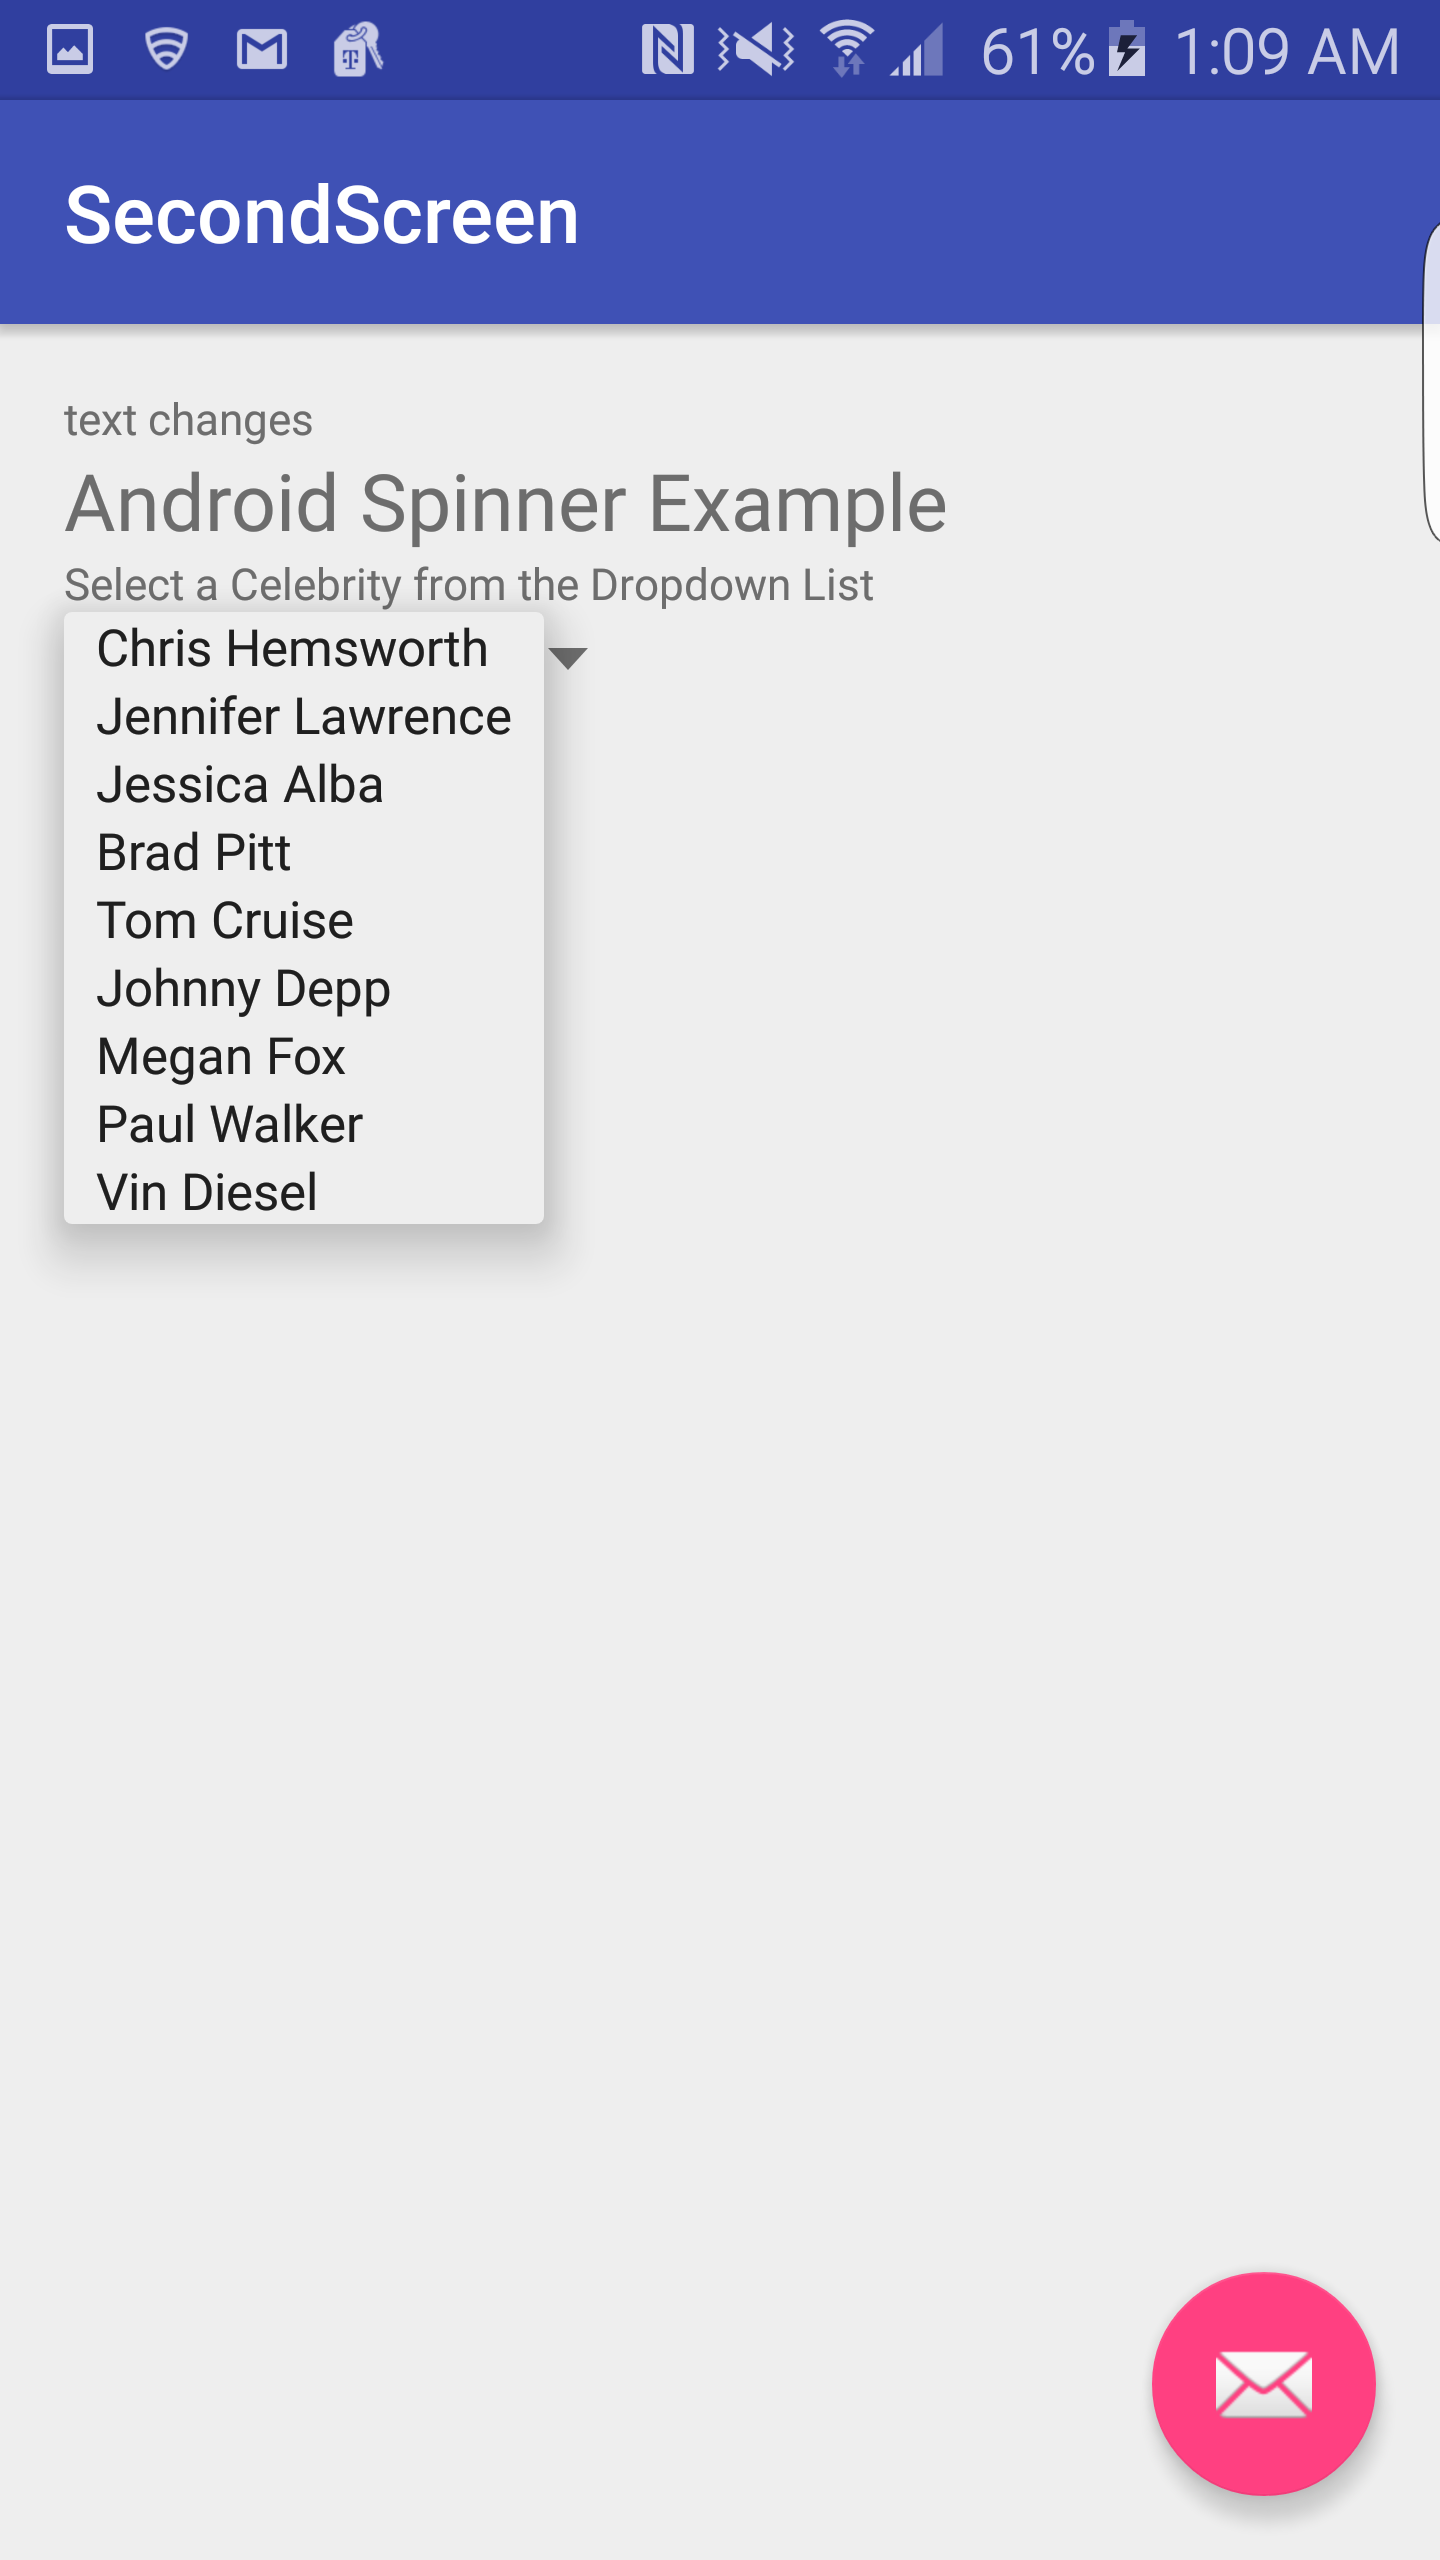 61% 1:09 AM
SecondScreen
text changes
Android Spinner Example
Select a Celebrity from the Dropdown List
Chris Hemsworth
Jennifer Lawrence
Jessica Alba
Brad Pitt
Tom Cruise
Johnny Depp
Megan Fox
Paul Walker
Vin Diesel